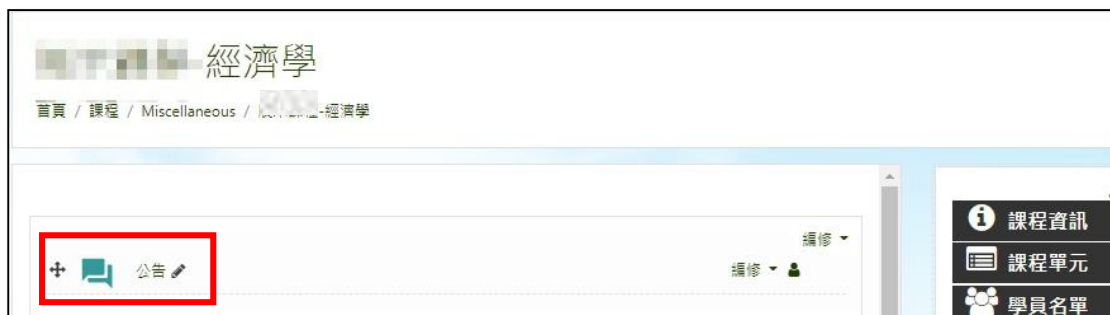 -經濟學
首頁 / 課程 / Miscellaneous / -經濟學
編修
公告
編修
課程資訊
課程單元
學員名單